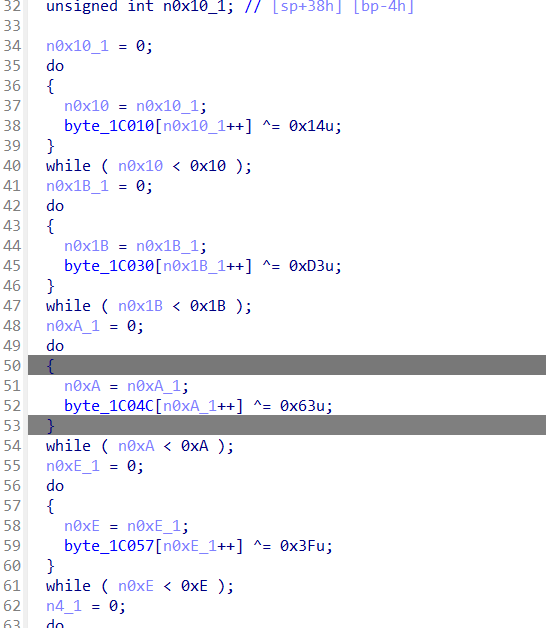 32 unsigned int n0x10_1; // [sp+38h] [bp-4h]
33
34 n0x10_1 = 0;
35 do
36 {
37 n0x10 = n0x10_1;
38 byte_1C010[n0x10_1++] ^= 0x14u;
39 }
40 while ( n0x10 < 0x10 );
41 n0x1B_1 = 0;
42 do
43 {
44 n0x1B = n0x1B_1;
45 byte_1C030[n0x1B_1++] ^= 0xD3u;
46 }
47 while ( n0x1B < 0x1B );
48 n0xA_1 = 0;
49 do
50 {
51 n0xA = n0xA_1;
52 byte_1C04C[n0xA_1++] ^= 0x63u;
53 }
54 while ( n0xA < 0xA );
55 n0xE_1 = 0;
56 do
57 {
58 n0xE = n0xE_1;
59 byte_1C057[n0xE_1++] ^= 0x3Fu;
60 }
61 while ( n0xE < 0xE );
62 n4_1 = 0;
63 do